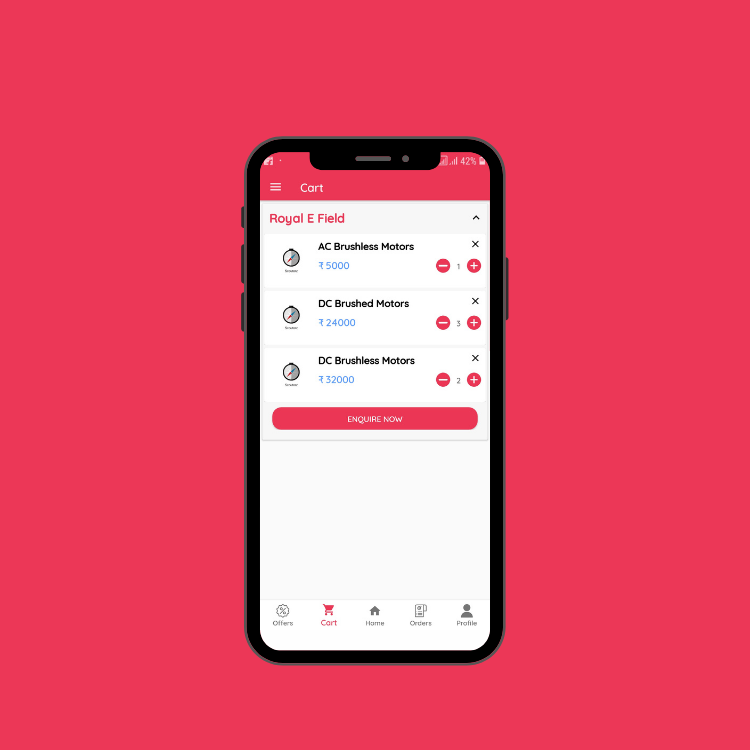 42%
Cart
Royal E Field
AC Brushless Motors
₹ 5000
1
DC Brushed Motors
₹ 24000
3
DC Brushless Motors
₹ 32000
2
ENQUIRE NOW
Offers
Cart
Home
Orders
Profile